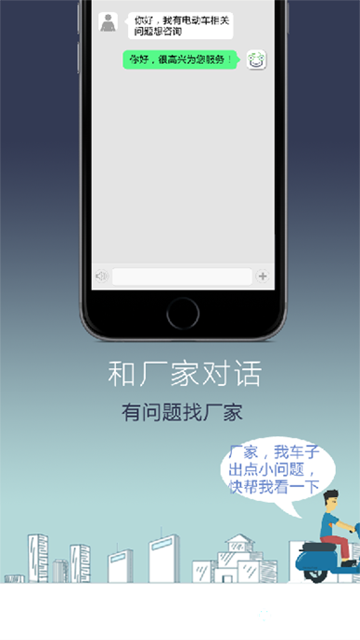 你好，我有电动车相关
问题想咨询
你好，很高兴为您服务！
和厂家对话
有问题找厂家
厂家，我车子
出点小问题，
快帮我看一下